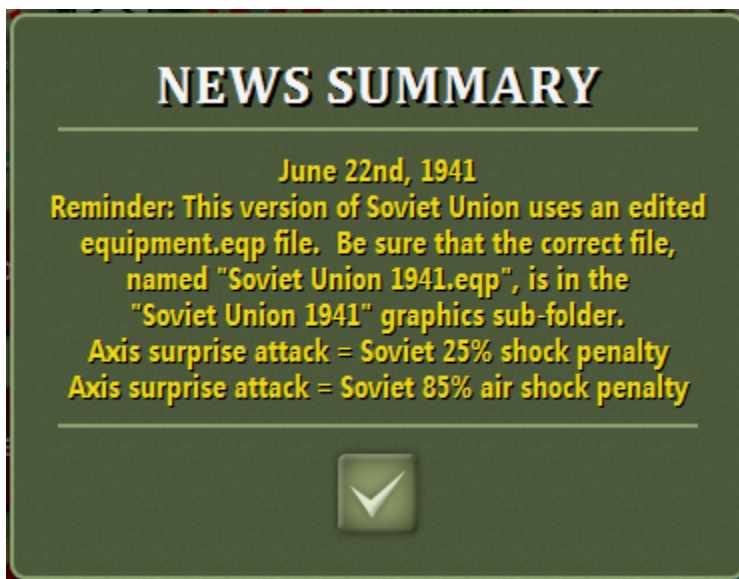 NEWS SUMMARY
June 22nd, 1941
Reminder: This version of Soviet Union uses an edited
equipment.eqp file.  Be sure that the correct file,
named "Soviet Union 1941.eqp", is in the
"Soviet Union 1941" graphics sub-folder.
Axis surprise attack = Soviet 25% shock penalty
Axis surprise attack = Soviet 85% air shock penalty